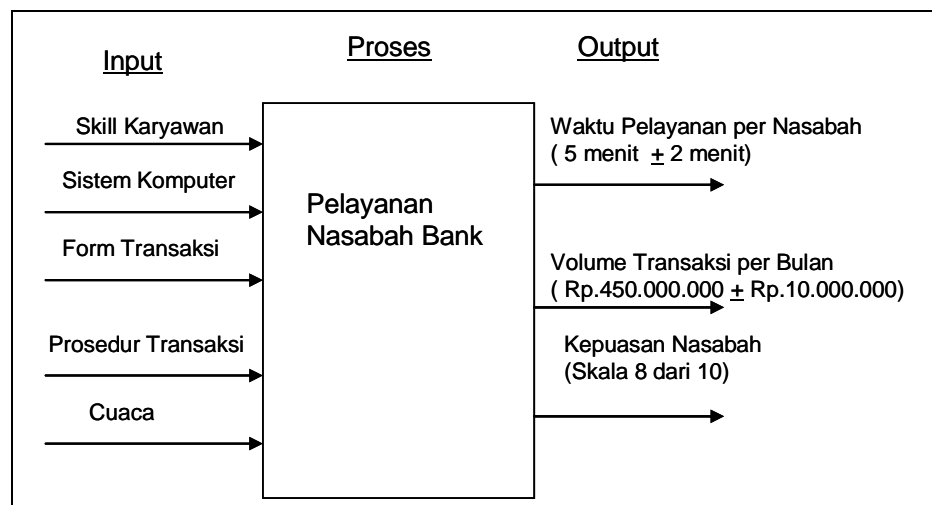 Input
Proses
Output
Skill Karyawan
Sistem Komputer
Form Transaksi
Prosedur Transaksi
Cuaca
Pelayanan
Nasabah Bank
Waktu Pelayanan per Nasabah
( 5 menit ± 2 menit)
Volume Transaksi per Bulan
( Rp.450.000.000 ± Rp.10.000.000)
Kepuasan Nasabah
(Skala 8 dari 10)